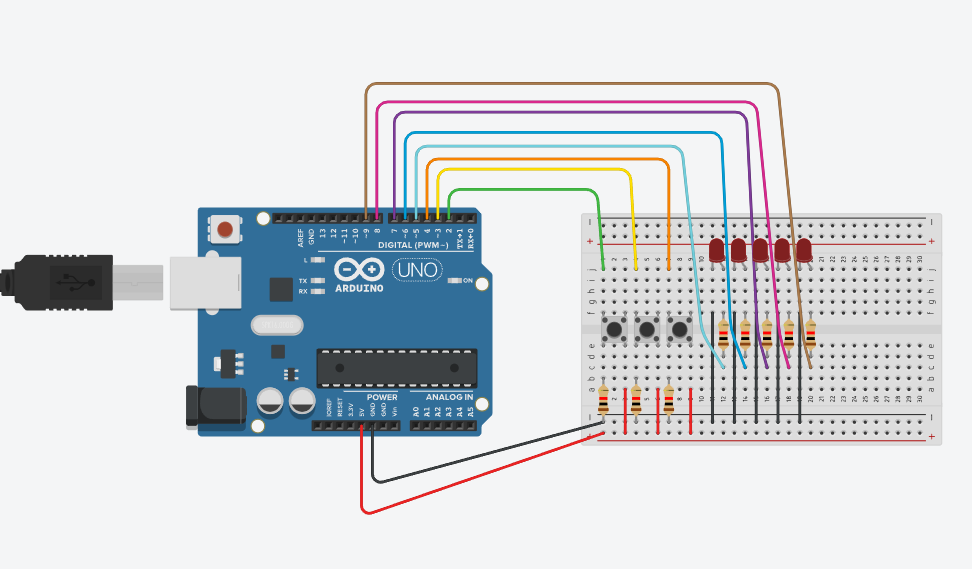 AREF
GND
13
12
~11
~10
~9
8
7
~6
~5
4
~3
2
TX→1
RX←0
DIGITAL (PWM~)
L
TX
RX
ARDUINO
UNO
ON
POWER
ANALOG IN
IOREF
RESET
3.3V
5V
GND
GND
Vin
A0
A1
A2
A3
A4
A5
- -
+ +
j j
i i
h h
g g
f f
e e
d d
c c
b b
a a
- -
+ +